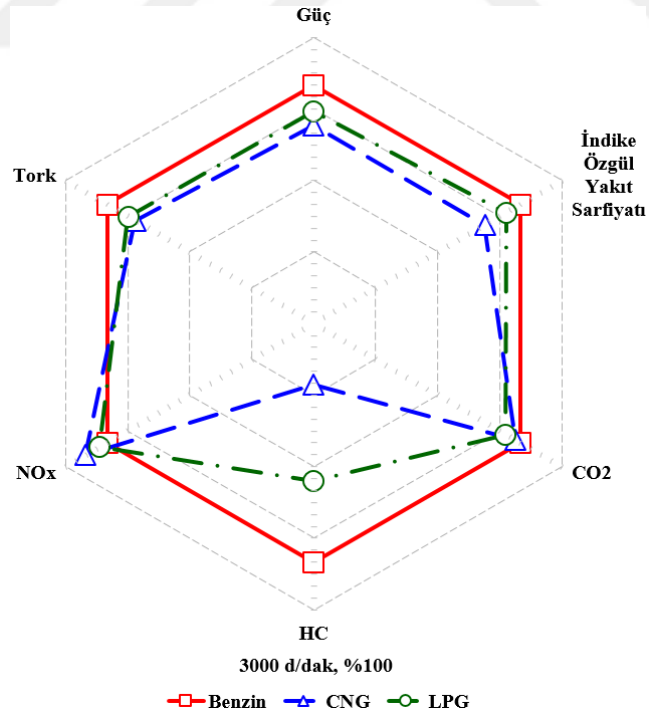 Güç
İndike
Özgül
Yakıt
Sarfiyatı
Tork
NOx
CO2
HC
3000 d/dak, %100
Benzin CNG LPG